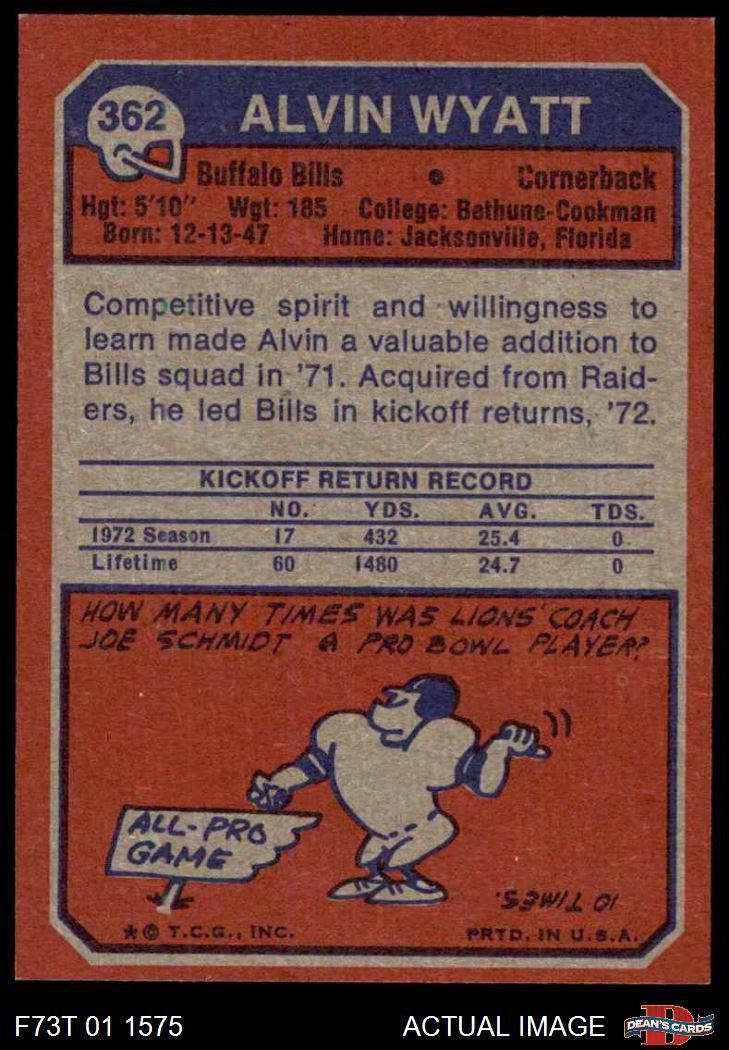 362
ALVIN WYATT
Buffalo Bills • Cornerback
Hgt: 5'10" Wgt: 185 College: Bethune-Cookman
Born: 12-13-47 Home: Jacksonville, Florida
Competitive spirit and willingness to
learn made Alvin a valuable addition to
Bills squad in '71. Acquired from Raid-
ers, he led Bills in kickoff returns, '72.
KICKOFF RETURN RECORD
NO. YDS. AVG. TDS.
1972 Season 17 432 25.4 0
Lifetime 60 1480 24.7 0
HOW MANY TIMES WAS LIONS' COACH
JOE SCHMIDT A PRO BOWL PLAYER?
ALL-PRO
GAME
10 TIMES.
*© T.C.G., INC. PRTD. IN U.S.A.
F73T 01 1575 ACTUAL IMAGE
D
DEAN'S CARDS